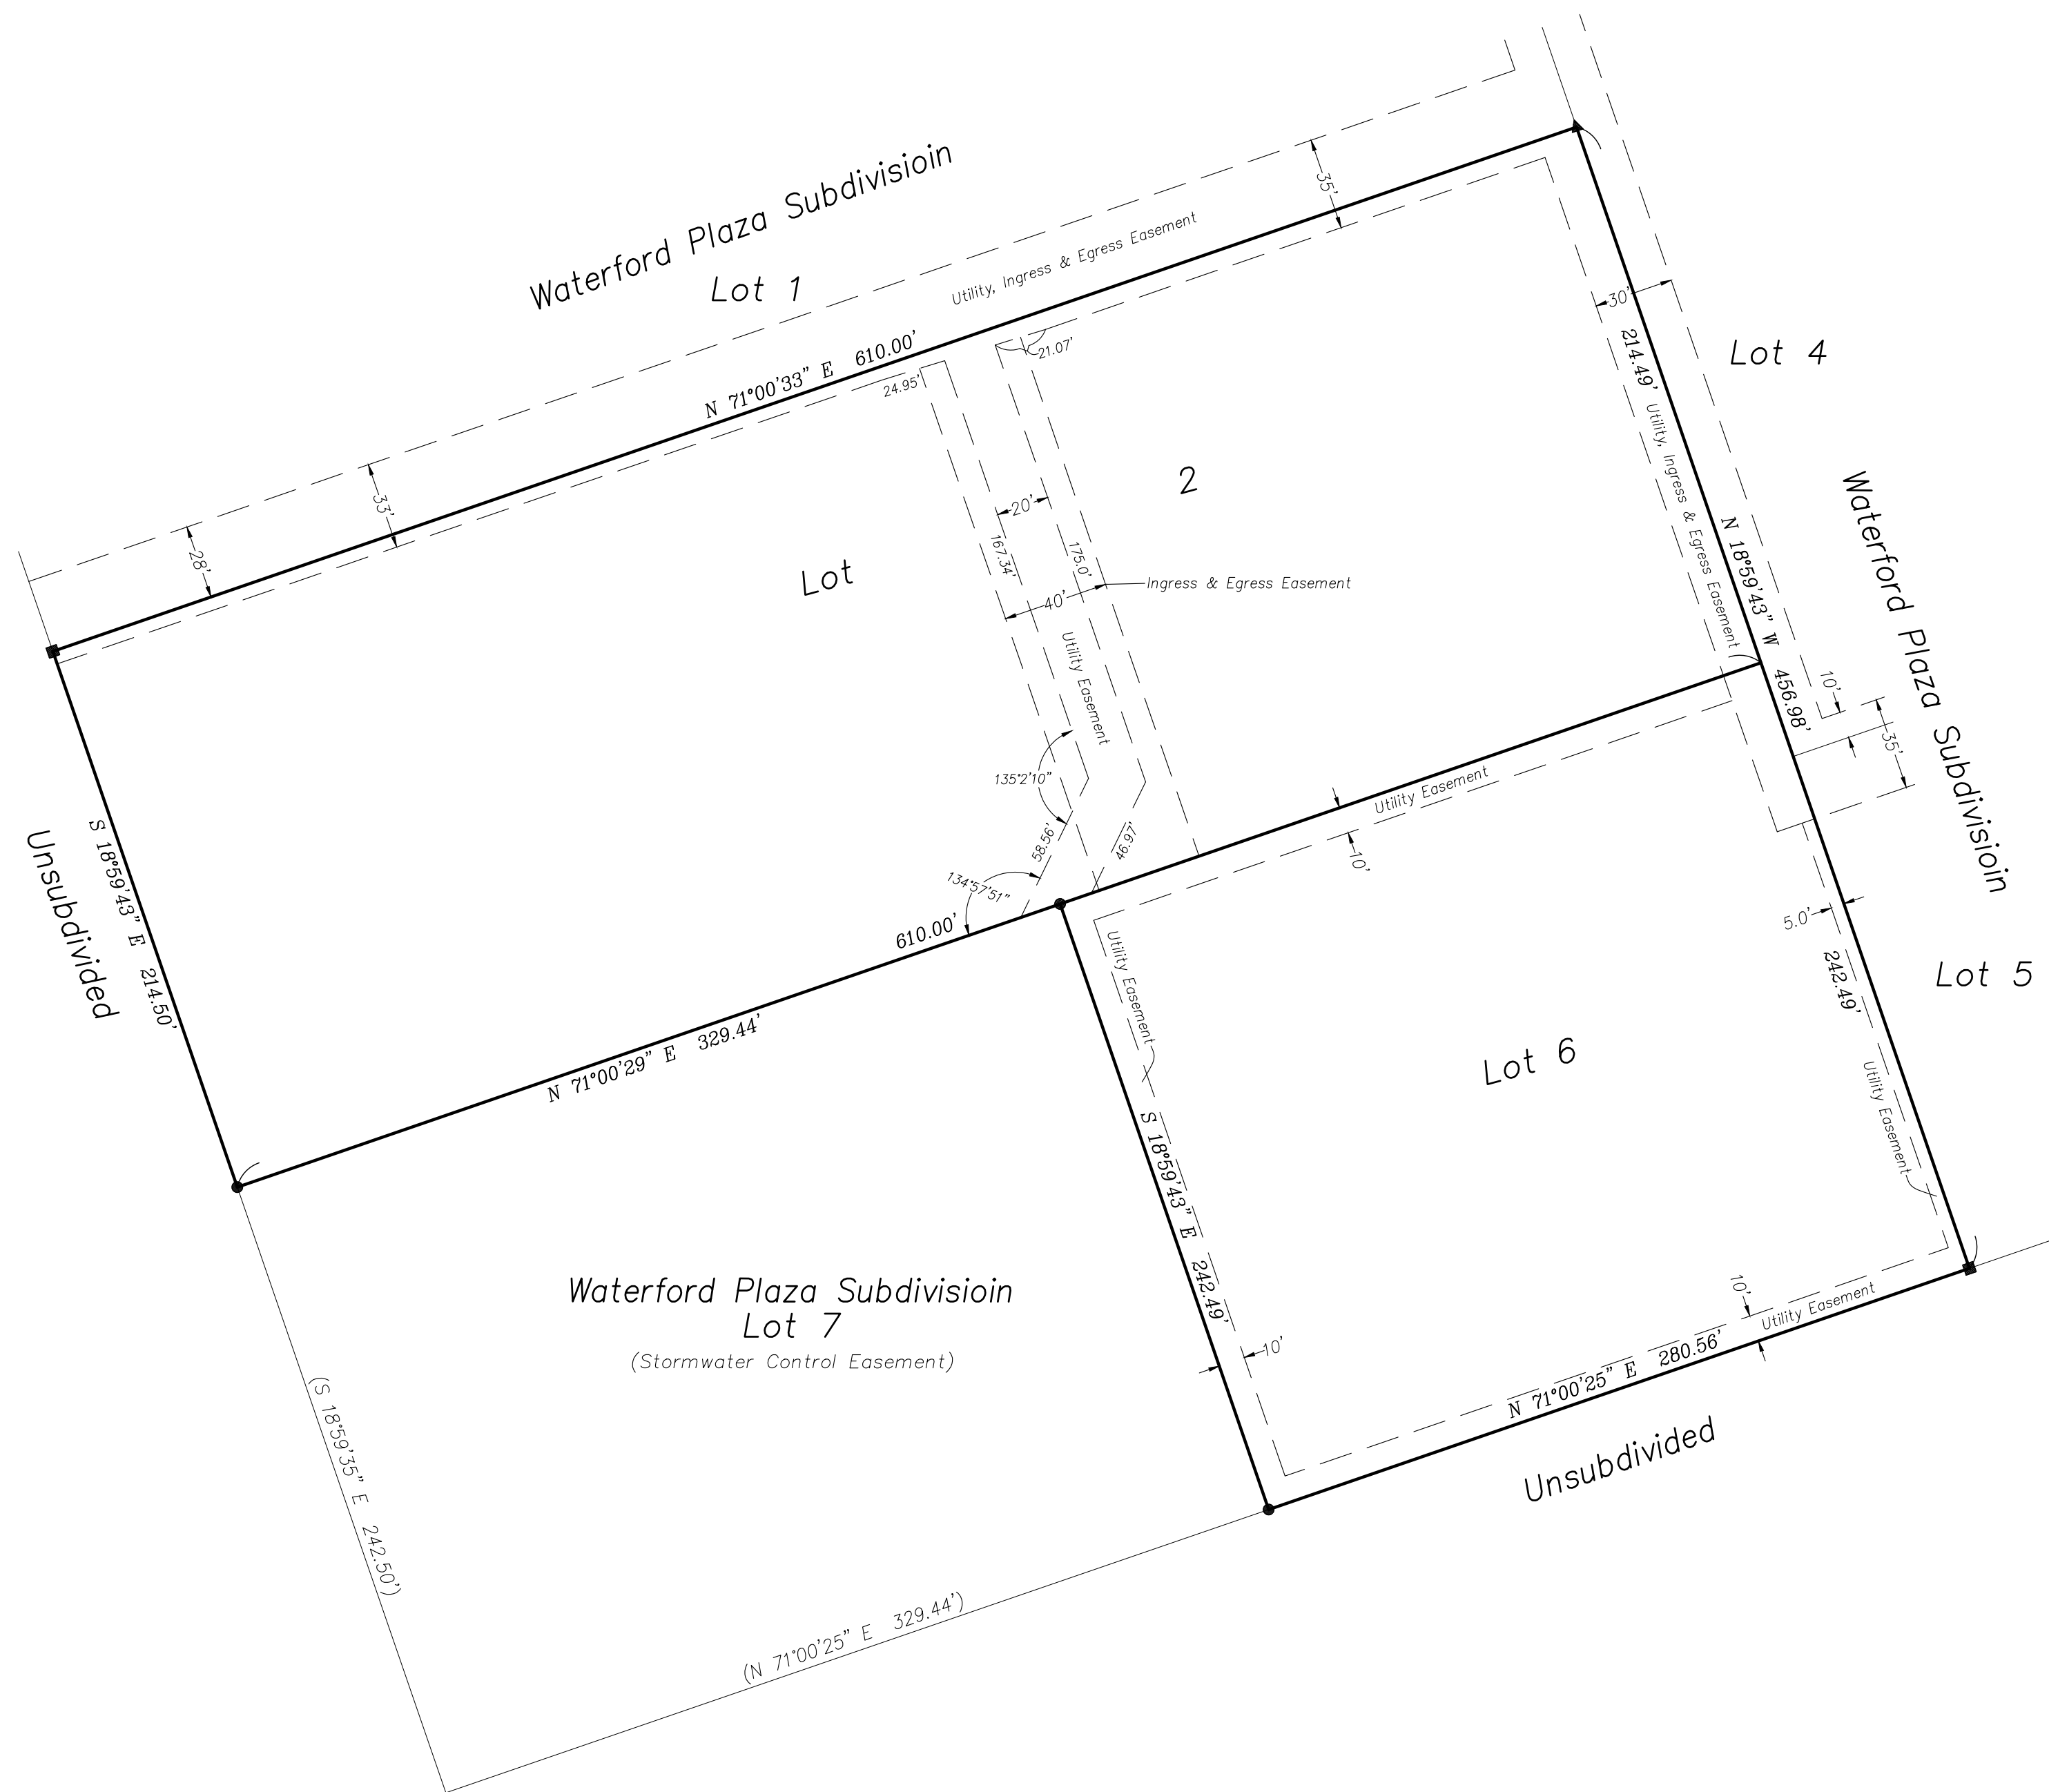 Waterford Plaza Subdivisioin
Lot 1
Utility, Ingress & Egress Easement
35'
N 71°00'33" E 610.00'
24.95'
21.07'
33'
28'
30'
214.49'
Utility, Ingress & Egress Easement
Lot 4
Lot 2
20'
167.34'
175.0'
40'
Ingress & Egress Easement
Utility Easement
N 18°59'43" W 456.98'
Waterford Plaza Subdivisioin
10'
35'
135°2'10"
58.56'
46.97'
134°57'51"
610.00'
Utility Easement
10'
S 18°59'43" E 214.50'
Unsubdivided
N 71°00'29" E 329.44'
Utility Easement
5.0'
242.49'
Lot 5
Lot 6
Utility Easement
S 18°59'43" E 242.49'
10'
Waterford Plaza Subdivisioin
Lot 7
(Stormwater Control Easement)
10'
Utility Easement
N 71°00'25" E 280.56'
Unsubdivided
(S 18°59'35" E 242.50')
(N 71°00'25" E 329.44')